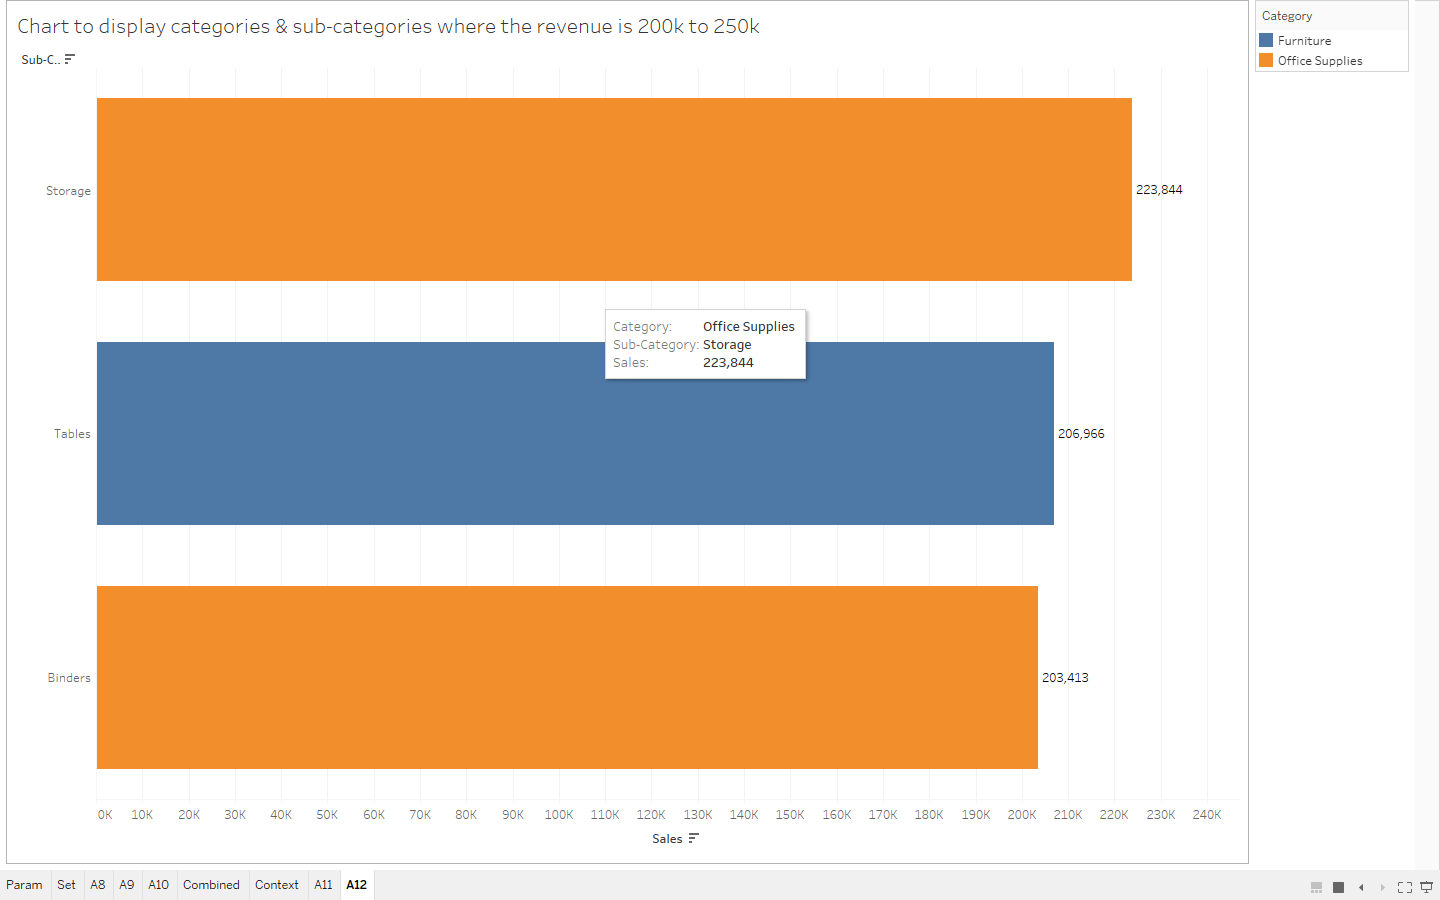 Chart to display categories & sub-categories where the revenue is 200k to 250k
Category
Furniture
Office Supplies
Sub-C..
Storage
223,844
Category: Office Supplies
Sub-Category: Storage
Sales: 223,844
Tables
206,966
Binders
203,413
0K 10K 20K 30K 40K 50K 60K 70K 80K 90K 100K 110K 120K 130K 140K 150K 160K 170K 180K 190K 200K 210K 220K 230K 240K
Sales
Param Set A8 A9 A10 Combined Context A11 A12